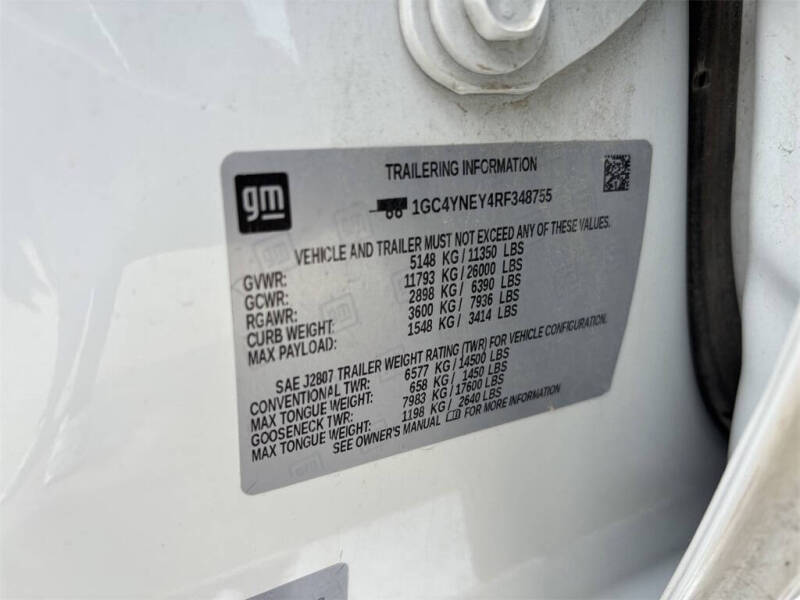 gm
TRAILERING INFORMATION
1GC4YNEY4RF348755
VEHICLE AND TRAILER MUST NOT EXCEED ANY OF THESE VALUES.
GVWR: 5148 KG/11350 LBS
GCWR: 11793 KG/26000 LBS
RGAWR: 2898 KG/ 6390 LBS
CURB WEIGHT: 3600 KG/ 7936 LBS
MAX PAYLOAD: 1548 KG/ 3414 LBS
SAE J2807 TRAILER WEIGHT RATING (TWR) FOR VEHICLE CONFIGURATION.
CONVENTIONAL TWR: 6577 KG/14500 LBS
MAX TONGUE WEIGHT: 658 KG/ 1450 LBS
GOOSENECK TWR: 7983 KG/17600 LBS
MAX TONGUE WEIGHT: 1198 KG/ 2640 LBS
SEE OWNER'S MANUAL FOR MORE INFORMATION